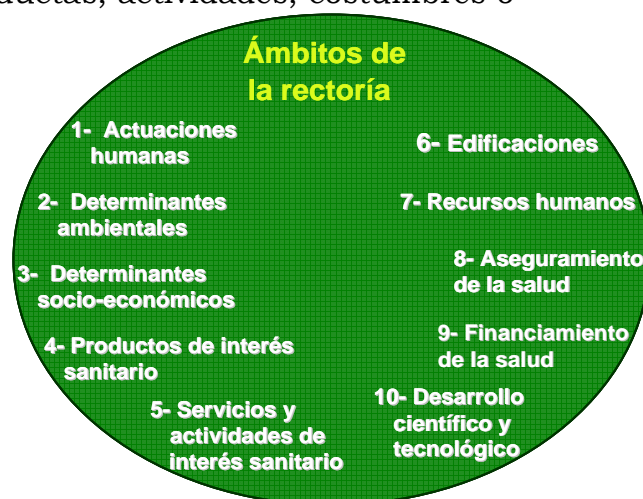 actividades, costumbres o
Ámbitos de
la rectoría
1- Actuaciones
humanas
2- Determinantes
ambientales
3- Determinantes
socio-económicos
4- Productos de interés
sanitario
5- Servicios y
actividades de
interés sanitario
6- Edificaciones
7- Recursos humanos
8- Aseguramiento
de la salud
9- Financiamiento
de la salud
10- Desarrollo
científico y
tecnológico